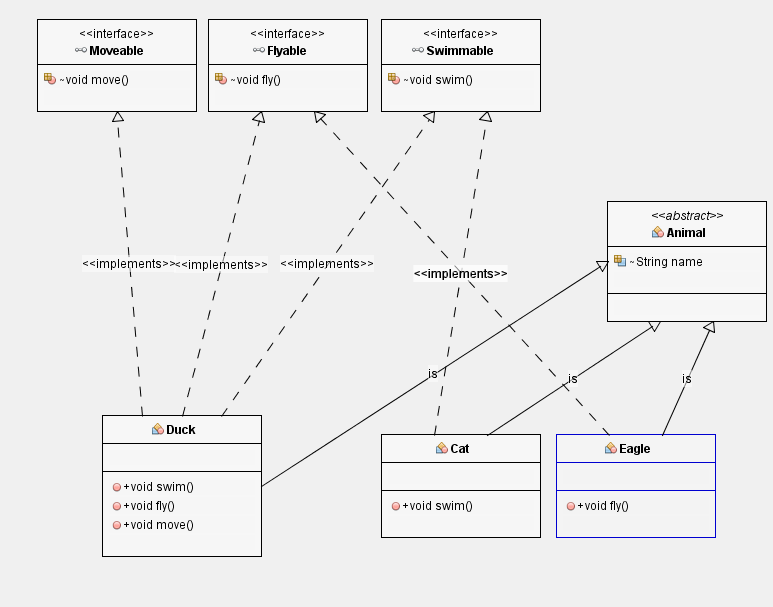 <<interface>>
Moveable
~void move()
<<interface>>
Flyable
~void fly()
<<interface>>
Swimmable
~void swim()
<<abstract>>
Animal
~String name
<<implements>>
<<implements>>
<<implements>>
<<implements>>
is
is
is
Duck
+void swim()
+void fly()
+void move()
Cat
+void swim()
Eagle
+void fly()